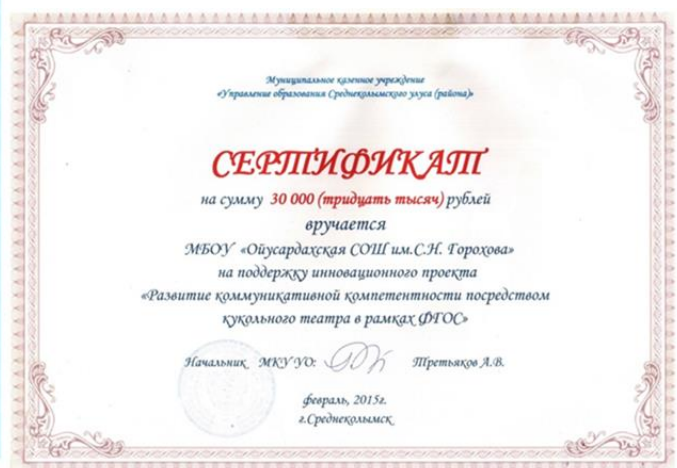 Муниципальное казенное учреждение
«Управление образования Среднеколымского улуса (района)»
СЕРТИФИКАТ
на сумму 30 000 (тридцать тысяч) рублей
вручается
МБОУ «Ойусардахская СОШ им.С.Н. Горохова»
на поддержку инновационного проекта
«Развитие коммуникативной компетентности посредством
кукольного театра в рамках ФГОС»
Начальник МКУ УО: Третьяков А.В.
февраль, 2015г.
г.Среднеколымск